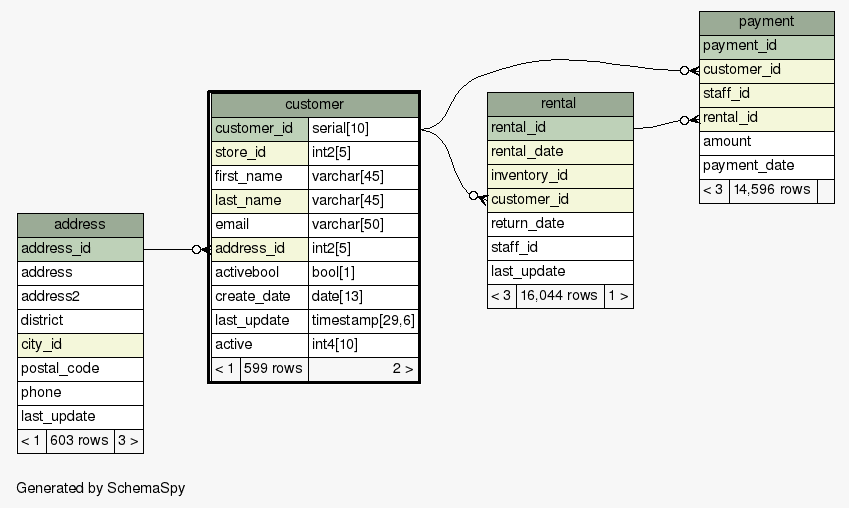 payment
payment_id
customer_id
staff_id
rental_id
amount
payment_date
< 3 14,596 rows
customer
customer_id serial[10]
store_id int2[5]
first_name varchar[45]
last_name varchar[45]
email varchar[50]
address_id int2[5]
activebool bool[1]
create_date date[13]
last_update timestamp[29,6]
active int4[10]
< 1 599 rows 2 >
rental
rental_id
rental_date
inventory_id
customer_id
return_date
staff_id
last_update
< 3 16,044 rows 1 >
address
address_id
address
address2
district
city_id
postal_code
phone
last_update
< 1 603 rows 3 >
Generated by SchemaSpy